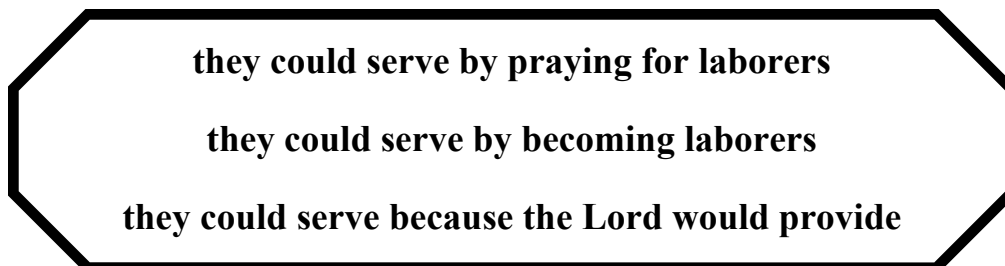 they could serve by praying for laborers
they could serve by becoming laborers
they could serve because the Lord would provide